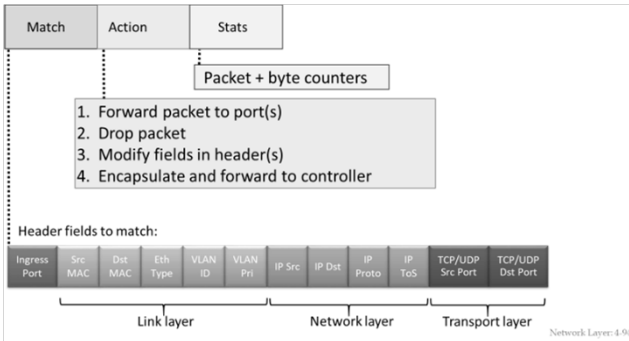 Match Action Stats
Packet + byte counters
1. Forward packet to port(s)
2. Drop packet
3. Modify fields in header(s)
4. Encapsulate and forward to controller
Header fields to match:
Ingress Port
Src MAC
Dst MAC
Eth Type
VLAN ID
VLAN Pri
IP Src
IP Dst
IP Proto
IP ToS
TCP/UDP Src Port
TCP/UDP Dst Port
Link layer Network layer Transport layer
Network Layer: 4-